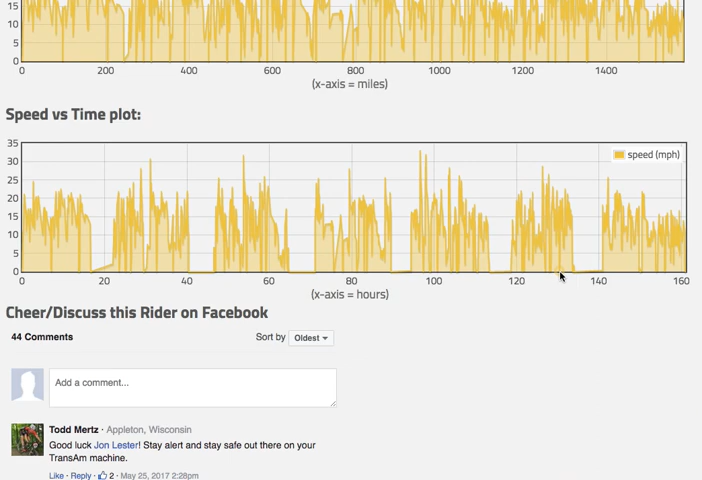 15
10
5
0
0 200 400 600 800 1000 1200 1400
(x-axis = miles)
Speed vs Time plot:
35
speed (mph)
30
25
20
15
10
5
0
0 20 40 60 80 100 120 140 160
(x-axis = hours)
Cheer/Discuss this Rider on Facebook
44 Comments Sort by Oldest
Add a comment...
Todd Mertz · Appleton, Wisconsin
Good luck Jon Lester! Stay alert and stay safe out there on your
TransAm machine.
Like · Reply · 2 · May 25, 2017 2:28pm